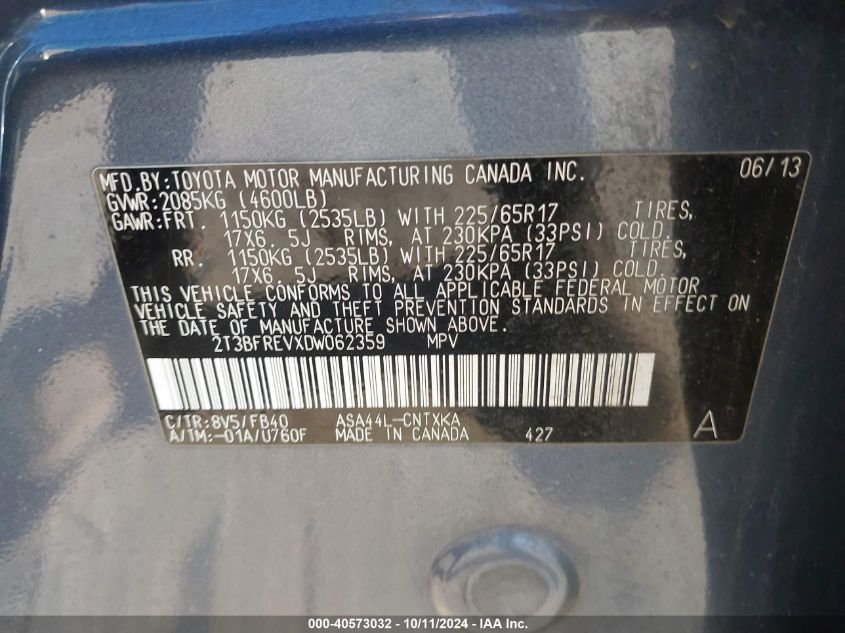 MFD.BY:TOYOTA MOTOR MANUFACTURING CANADA INC. 06/13
GVWR:2085KG (4600LB)
GAWR:FRT. 1150KG (2535LB) WITH 225/65R17 TIRES,
17X6.5J RIMS, AT 230KPA (33PSI) COLD.
RR. 1150KG (2535LB) WITH 225/65R17 TIRES,
17X6.5J RIMS, AT 230KPA (33PSI) COLD.
THIS VEHICLE CONFORMS TO ALL APPLICABLE FEDERAL MOTOR
VEHICLE SAFETY AND THEFT PREVENTION STANDARDS IN EFFECT ON
THE DATE OF MANUFACTURE SHOWN ABOVE.
2T3BFREVXDW062359 MPV
C/TR:8V5/FB40 ASA44L-CNTXKA
A/TM:-01A/U760F MADE IN CANADA 427 A
000-40573032 - 10/11/2024 - IAA Inc.